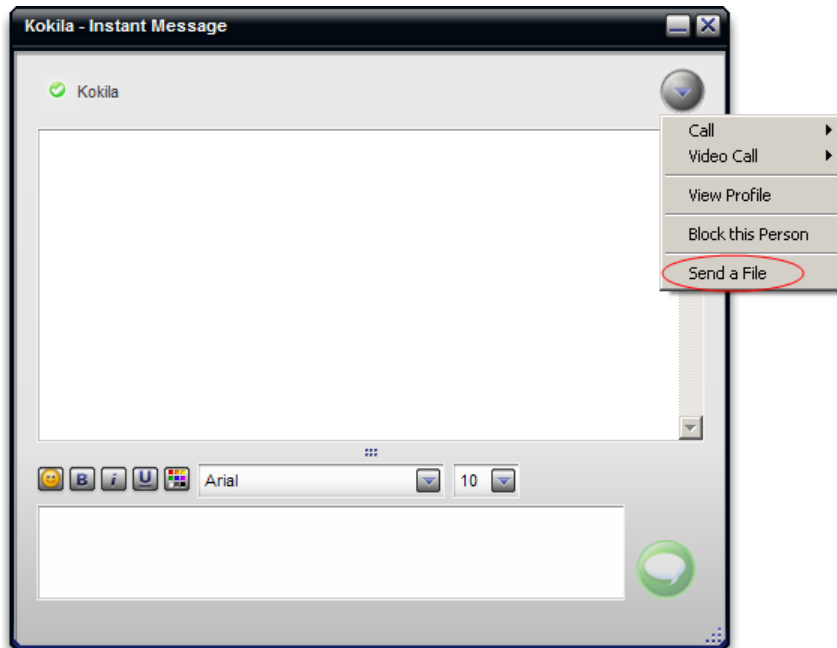 Kokila - Instant Message
Kokila
Call
Video Call
View Profile
Block this Person
Send a File
B i U Arial 10